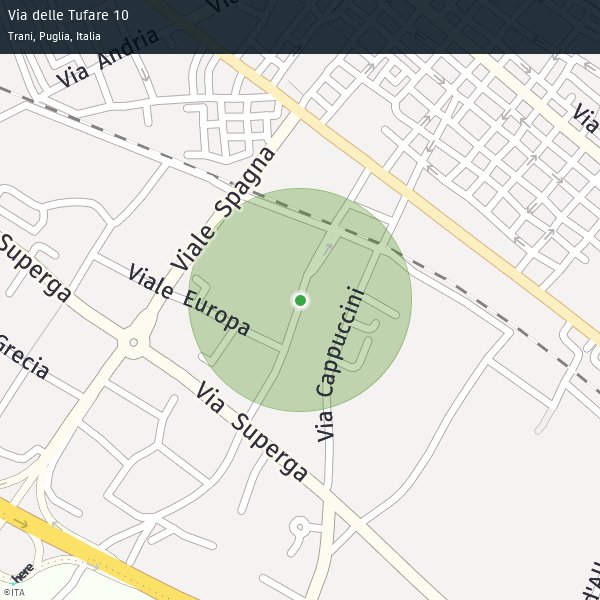 Via delle Tufare 10
Trani, Puglia, Italia
Via Andria
Via
Viale Spagna
Superga
Viale Europa
Via Cappuccini
Grecia
Via Superga
here
©ITA